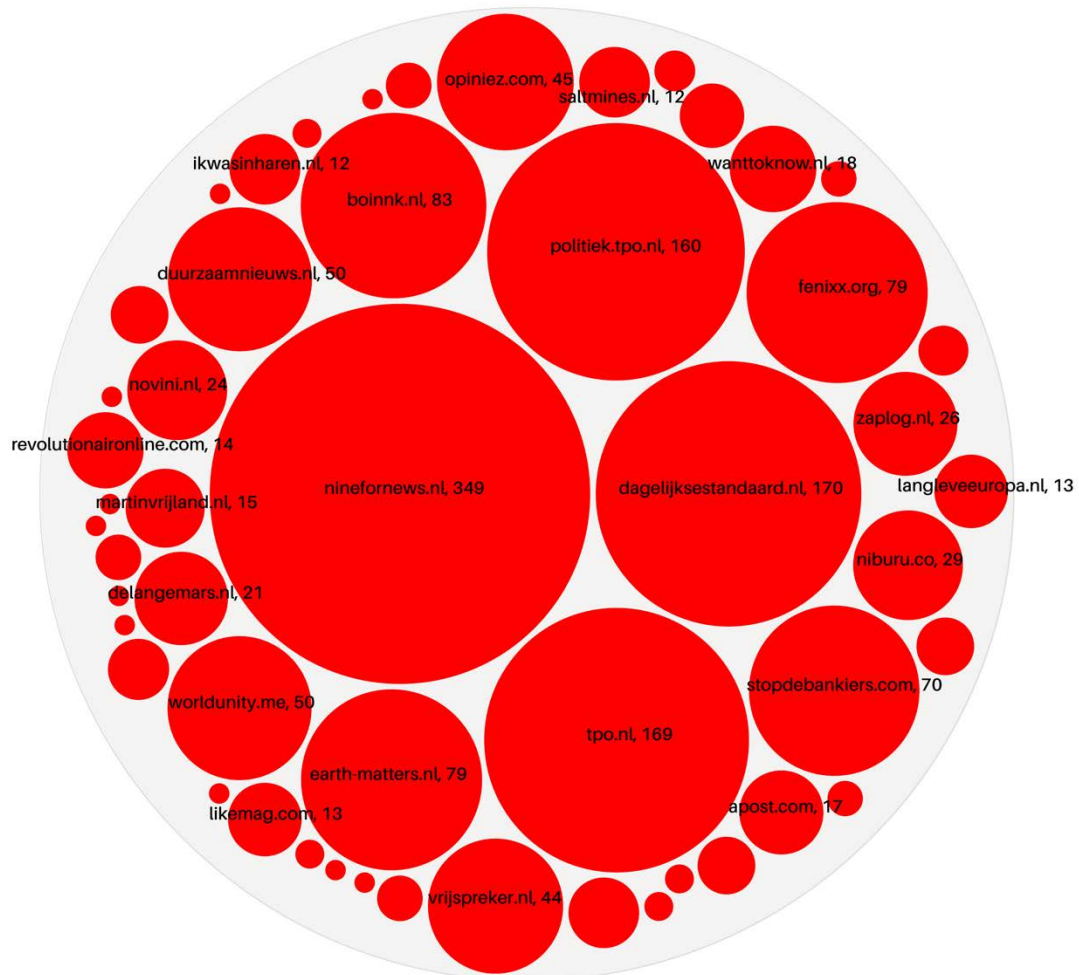 opiniez.com, 45
saltmines.nl, 12
ikwasinharen.nl, 12
wanttoknow.nl, 18
boinnk.nl, 83
politiek.tpo.nl, 160
duurzaamnieuws.nl, 50
fenixx.org, 79
novini.nl, 24
zaplog.nl, 26
revolutionaironline.com, 14
ninefornews.nl, 349
dagelijksestandaard.nl, 170
langleveeuropa.nl, 13
martinvrijland.nl, 15
niburu.co, 29
delangemars.nl, 21
stopdebankiers.com, 70
worldunity.me, 50
tpo.nl, 169
earth-matters.nl, 79
likemag.com, 13
apost.com, 17
vrijspreker.nl, 44